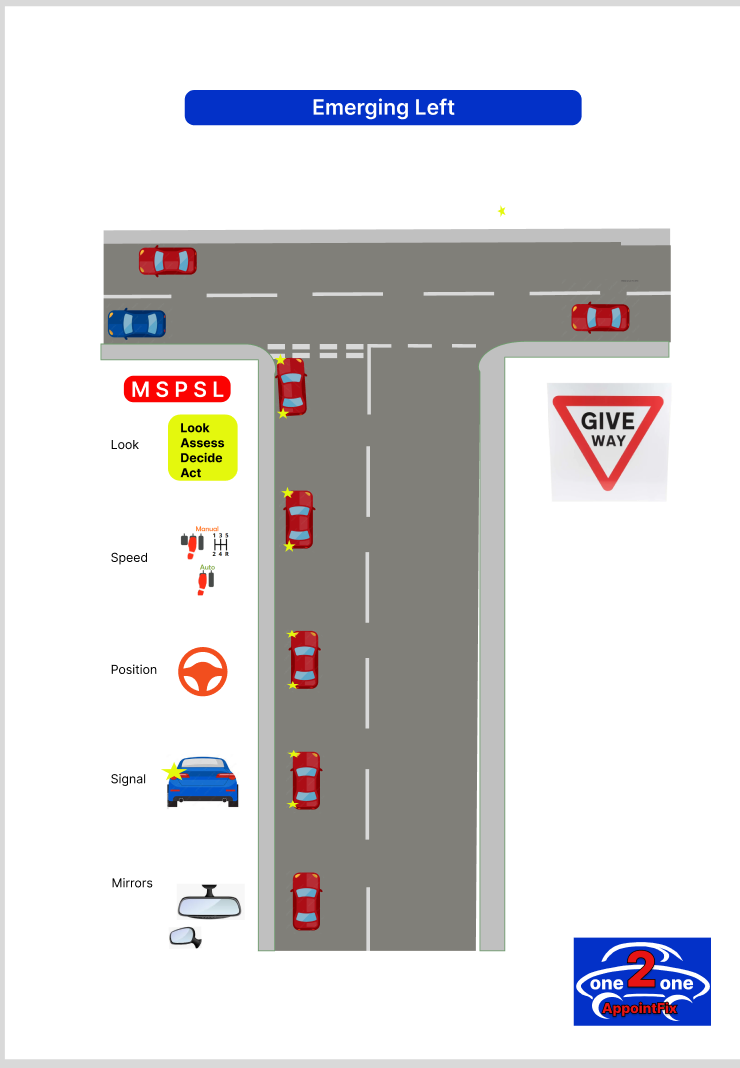 Emerging Left
M S P S L
GIVE
WAY
Look
Look
Assess
Decide
Act
Speed
Manual
1 3 5
2 4 R
Auto
Position
Signal
Mirrors
one 2 one
AppointFix